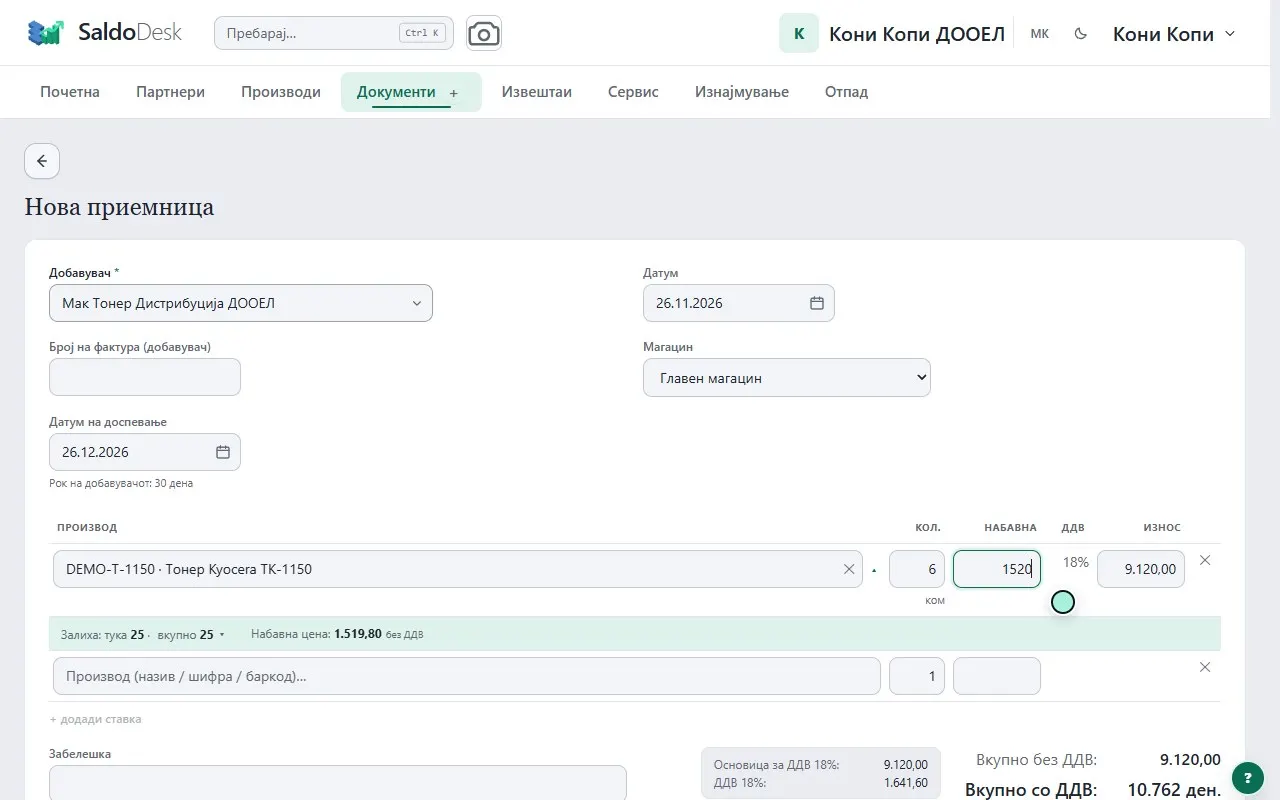 SaldoDesk
Пребарај...
Ctrl K
К
Кони Копи ДООЕЛ
МК
Кони Копи
Почетна
Партнери
Производи
Документи +
Извештаи
Сервис
Изнајмување
Отпад
Нова приемница
Добавувач *
Датум
Мак Тонер Дистрибуција ДООЕЛ
26.11.2026
Број на фактура (добавувач)
Магацин
Главен магацин
Датум на доспевање
26.12.2026
Рок на добавувачот: 30 дена
ПРОИЗВОД КОЛ. НАБАВНА ДДВ ИЗНОС
DEMO-T-1150 · Тонер Kyocera TK-1150 6 1520 18% 9.120,00
ком
Залиха: тука 25 · вкупно 25 Набавна цена: 1.519,80 без ДДВ
Производ (назив / шифра / баркод)... 1
+ додади ставка
Забелешка
Основица за ДДВ 18%: 9.120,00
ДДВ 18%: 1.641,60
Вкупно без ДДВ: 9.120,00
Вкупно со ДДВ: 10.762 ден.
?